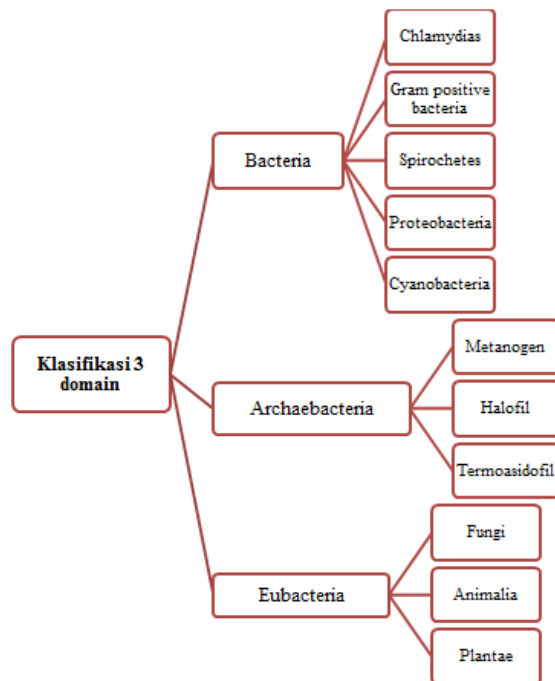 Klasifikasi 3
domain
Bacteria
Chlamydias
Gram positive
bacteria
Spirochetes
Proteobacteria
Cyanobacteria
Archaebacteria
Metanogen
Halofil
Termoasidofil
Eubacteria
Fungi
Animalia
Plantae